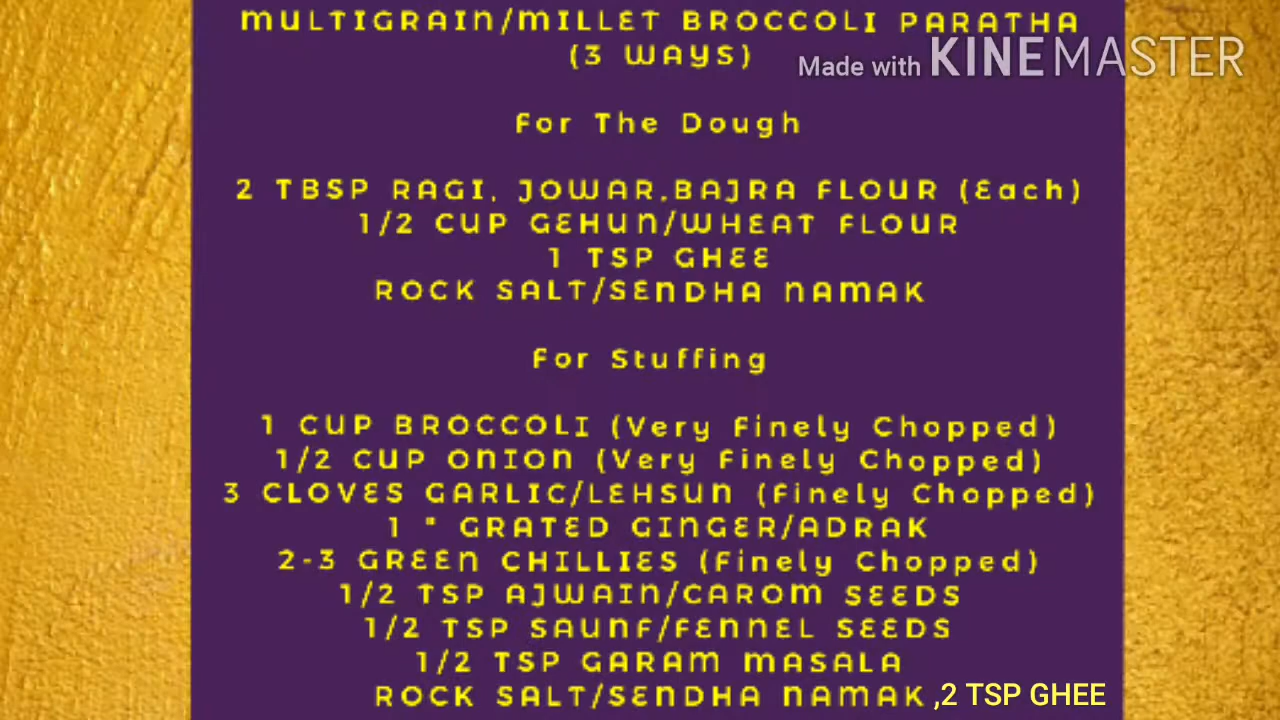 MULTIGRAIN/MILLET BROCCOLI PARATHA
(3 WAYS)
Made with KINEMASTER
For The Dough
2 TBSP RAGI, JOWAR,BAJRA FLOUR (Each)
1/2 CUP GEHUN/WHEAT FLOUR
1 TSP GHEE
ROCK SALT/SENDHA NAMAK
For Stuffing
1 CUP BROCCOLI (Very Finely Chopped)
1/2 CUP ONION (Very Finely Chopped)
3 CLOVES GARLIC/LEHSUN (Finely Chopped)
1 " GRATED GINGER/ADRAK
2-3 GREEN CHILLIES (Finely Chopped)
1/2 TSP AJWAIN/CAROM SEEDS
1/2 TSP SAUNF/FENNEL SEEDS
1/2 TSP GARAM MASALA
ROCK SALT/SENDHA NAMAK ,2 TSP GHEE